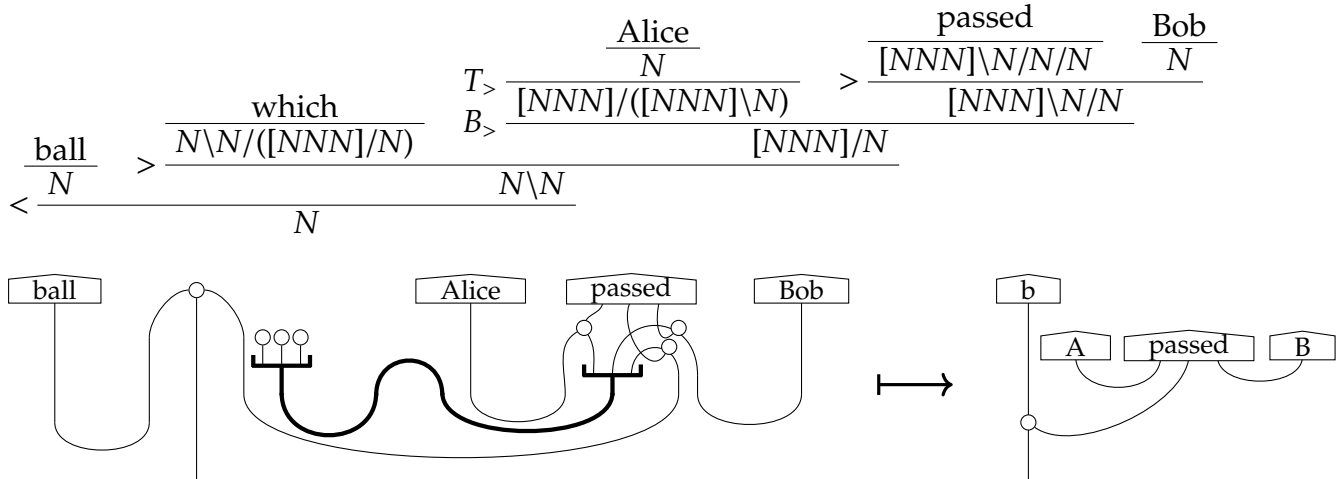 Alice passed Bob
T> N > [NNN]\N/N/N N
which [NNN]/([NNN]\N) [NNN]\N/N
B>
ball > N\N/([NNN]/N) [NNN]/N
N N\N
< N
ball Alice passed Bob b
A passed B